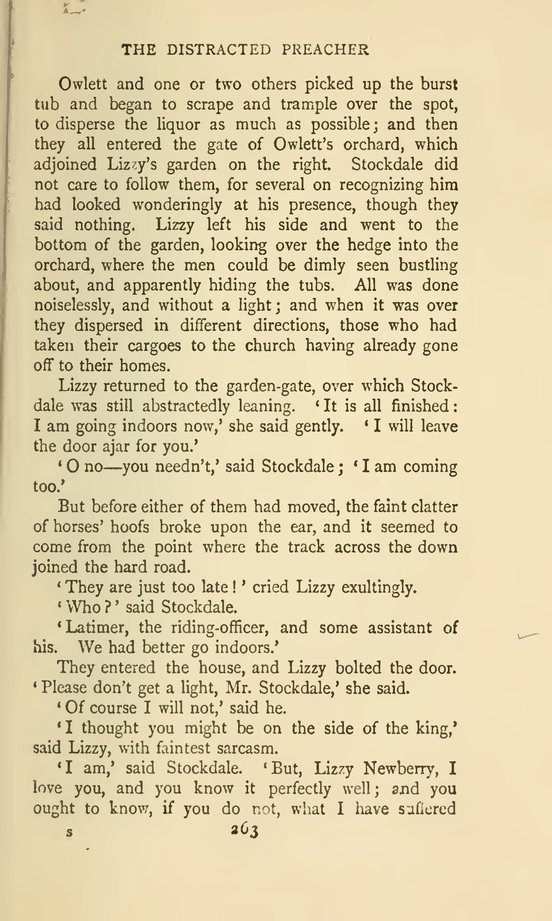 THE DISTRACTED PREACHER
Owlett and one or two others picked up the burst
tub and began to scrape and trample over the spot,
to disperse the liquor as much as possible; and then
they all entered the gate of Owlett's orchard, which
adjoined Lizzy's garden on the right. Stockdale did
not care to follow them, for several on recognizing him
had looked wonderingly at his presence, though they
said nothing. Lizzy left his side and went to the
bottom of the garden, looking over the hedge into the
orchard, where the men could be dimly seen bustling
about, and apparently hiding the tubs. All was done
noiselessly, and without a light; and when it was over
they dispersed in different directions, those who had
taken their cargoes to the church having already gone
off to their homes.
Lizzy returned to the garden-gate, over which Stock-
dale was still abstractedly leaning. ‘It is all finished:
I am going indoors now,’ she said gently. ‘I will leave
the door ajar for you.’
‘O no—you needn't,’ said Stockdale; ‘I am coming
too.’
But before either of them had moved, the faint clatter
of horses' hoofs broke upon the ear, and it seemed to
come from the point where the track across the down
joined the hard road.
‘They are just too late!’ cried Lizzy exultingly.
‘Who?’ said Stockdale.
‘Latimer, the riding-officer, and some assistant of
his. We had better go indoors.’
They entered the house, and Lizzy bolted the door.
‘Please don't get a light, Mr. Stockdale,’ she said.
‘Of course I will not,’ said he.
‘I thought you might be on the side of the king,’
said Lizzy, with faintest sarcasm.
‘I am,’ said Stockdale. ‘But, Lizzy Newberry, I
love you, and you know it perfectly well; and you
ought to know, if you do not, what I have suffered
s 263